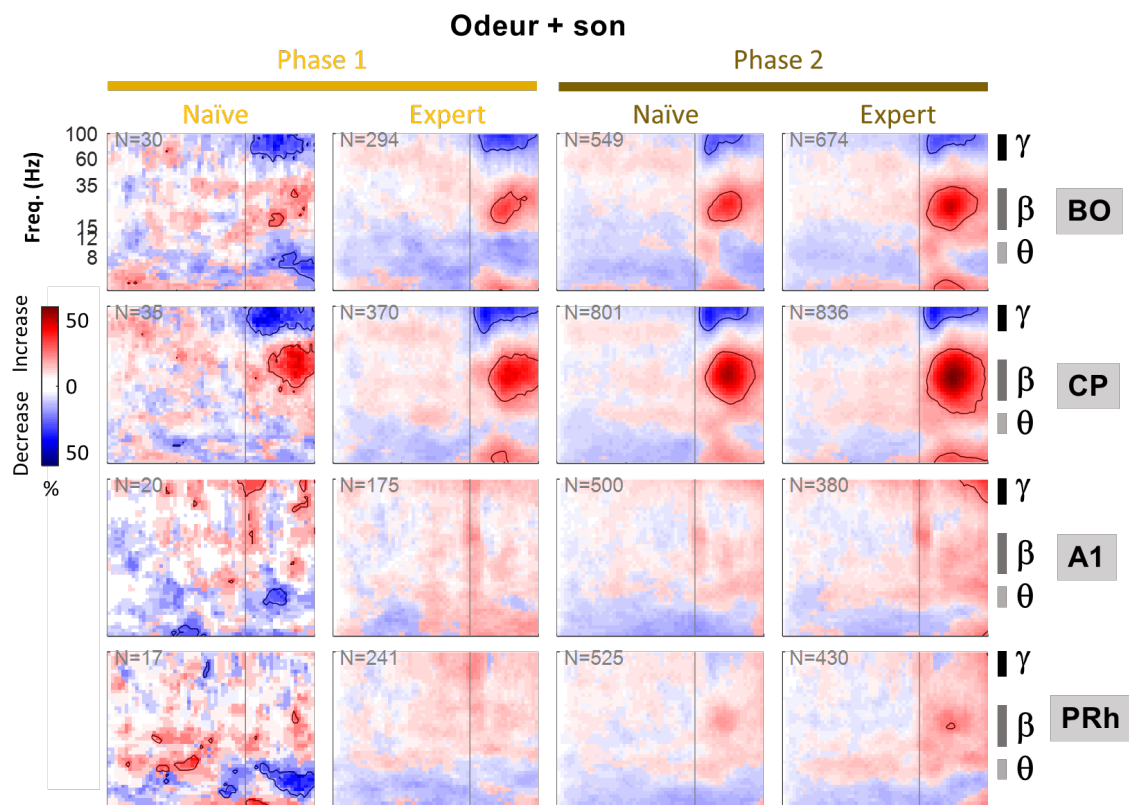 Odeur + son
Phase 1
Phase 2
Naïve
Expert
Naïve
Expert
Freq. (Hz)
100
60
35
15
12
8
N=30
N=294
N=549
N=674
γ
β
θ
BO
Decrease Increase
50
0
50
%
N=35
N=370
N=801
N=836
γ
β
θ
CP
N=20
N=175
N=500
N=380
γ
β
θ
A1
N=17
N=241
N=525
N=430
γ
β
θ
PRh